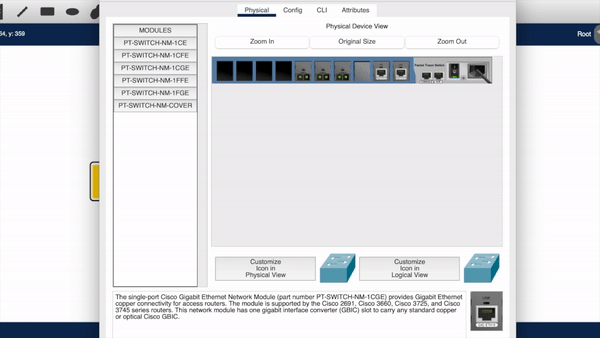 Physical Config CLI Attributes
64, y: 359
Root
MODULES
PT-SWITCH-NM-1CE
PT-SWITCH-NM-1CFE
PT-SWITCH-NM-1CGE
PT-SWITCH-NM-1FFE
PT-SWITCH-NM-1FGE
PT-SWITCH-NM-COVER
Physical Device View
Zoom In Original Size Zoom Out
Customize
Icon in
Physical View
Customize
Icon in
Logical View
The single-port Cisco Gigabit Ethernet Network Module (part number PT-SWITCH-NM-1CGE) provides Gigabit Ethernet
copper connectivity for access routers. The module is supported by the Cisco 2691, Cisco 3660, Cisco 3725, and Cisco
3745 series routers. This network module has one gigabit interface converter (GBIC) slot to carry any standard copper
or optical Cisco GBIC.